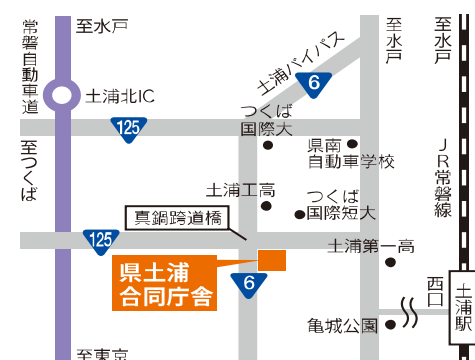 常磐自動車道
至水戸
至水戸
至水戸
土浦バイパス
6
土浦北IC
つくば
国際大
125
県南
自動車学校
至つくば
JR常磐線
土浦工高
つくば
国際短大
真鍋跨道橋
125
土浦第一高
県土浦
合同庁舎
6
西口
土浦駅
亀城公園
至東京